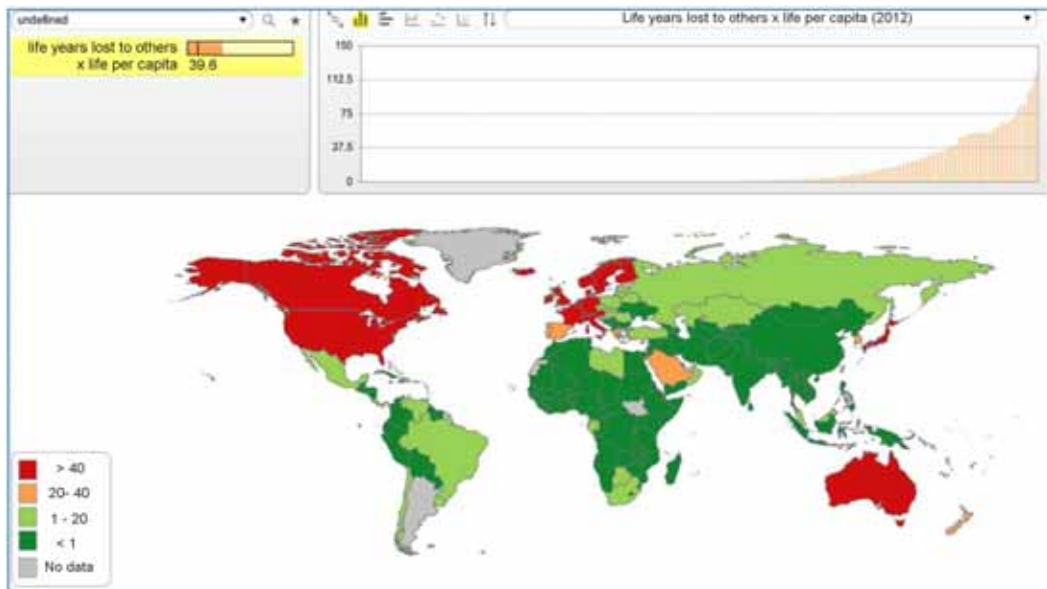 undefined
life years lost to others
x life per capita 39.6
Life years lost to others x life per capita (2012)
150
112.5
75
37.5
0
> 40
20- 40
1 - 20
< 1
No data